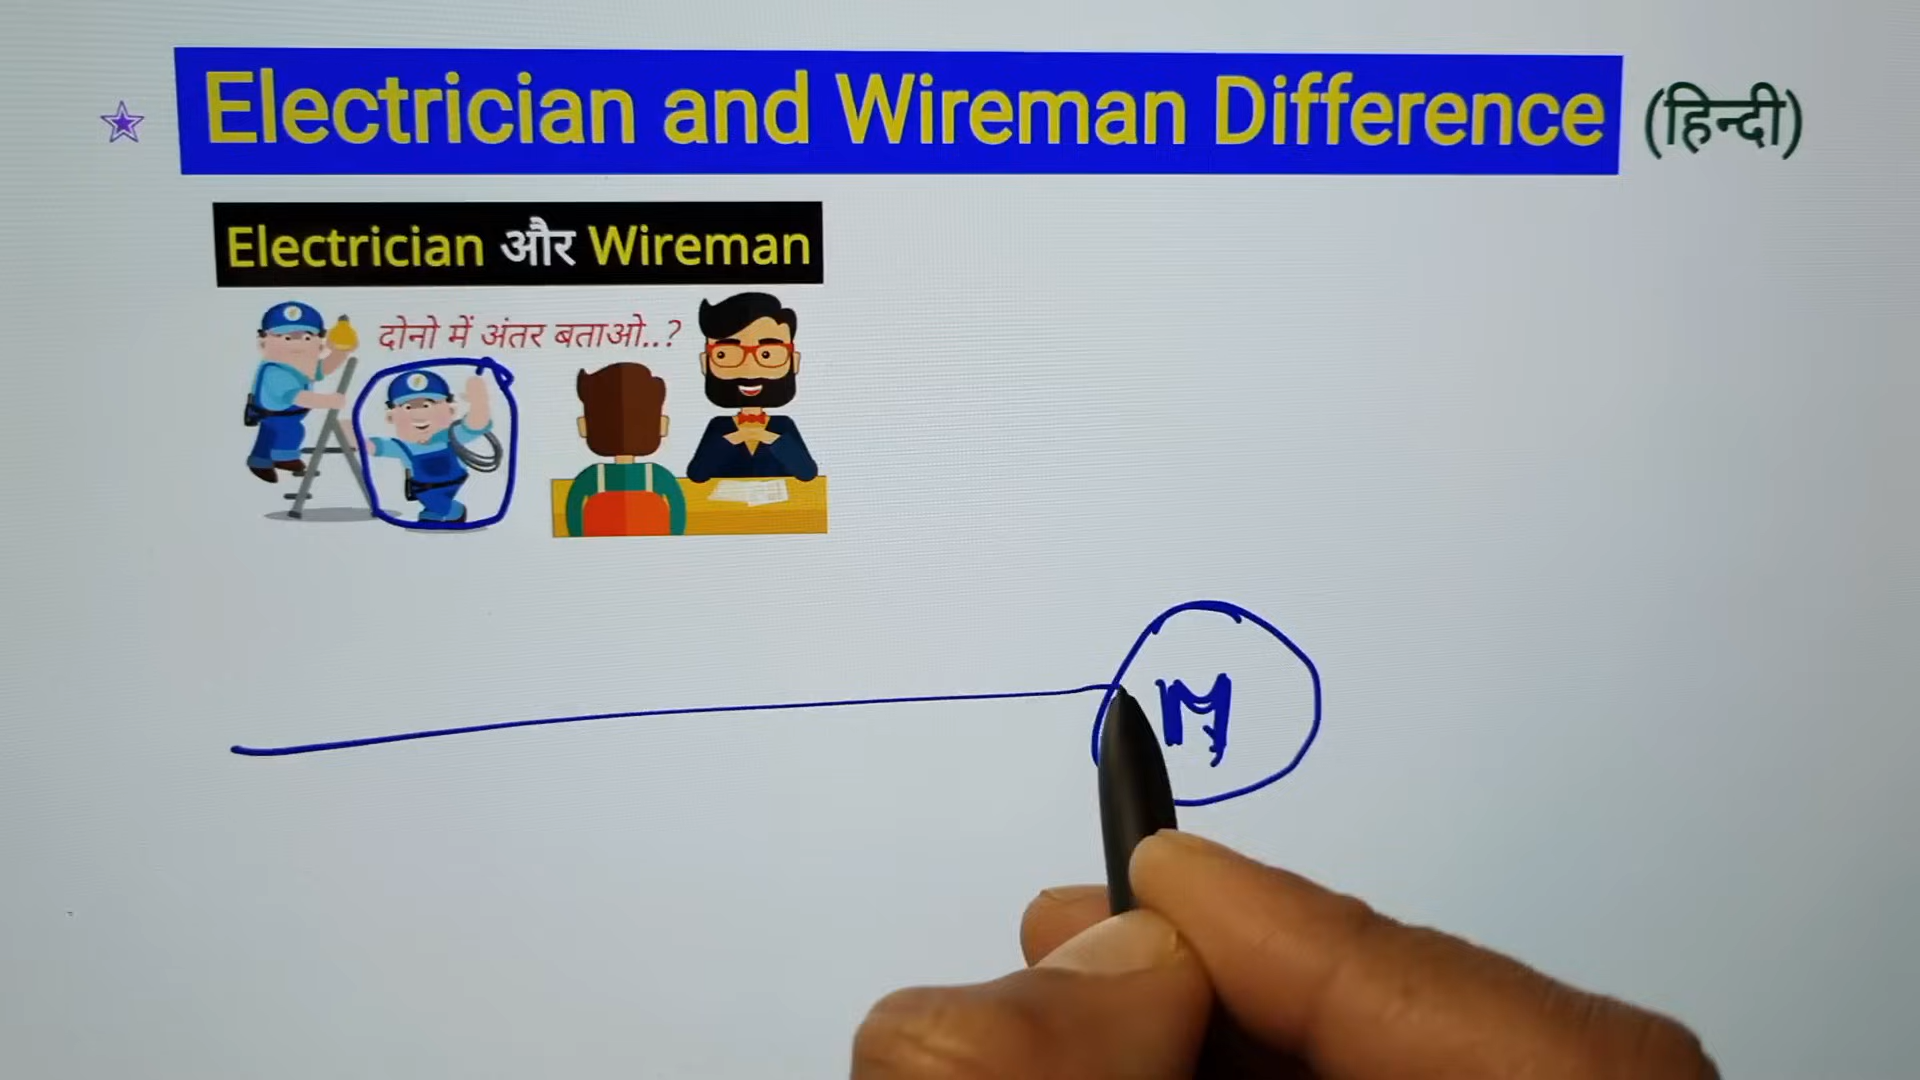 Electrician and Wireman Difference (हिन्दी)
Electrician और Wireman
दोनो में अंतर बताओ..?
M